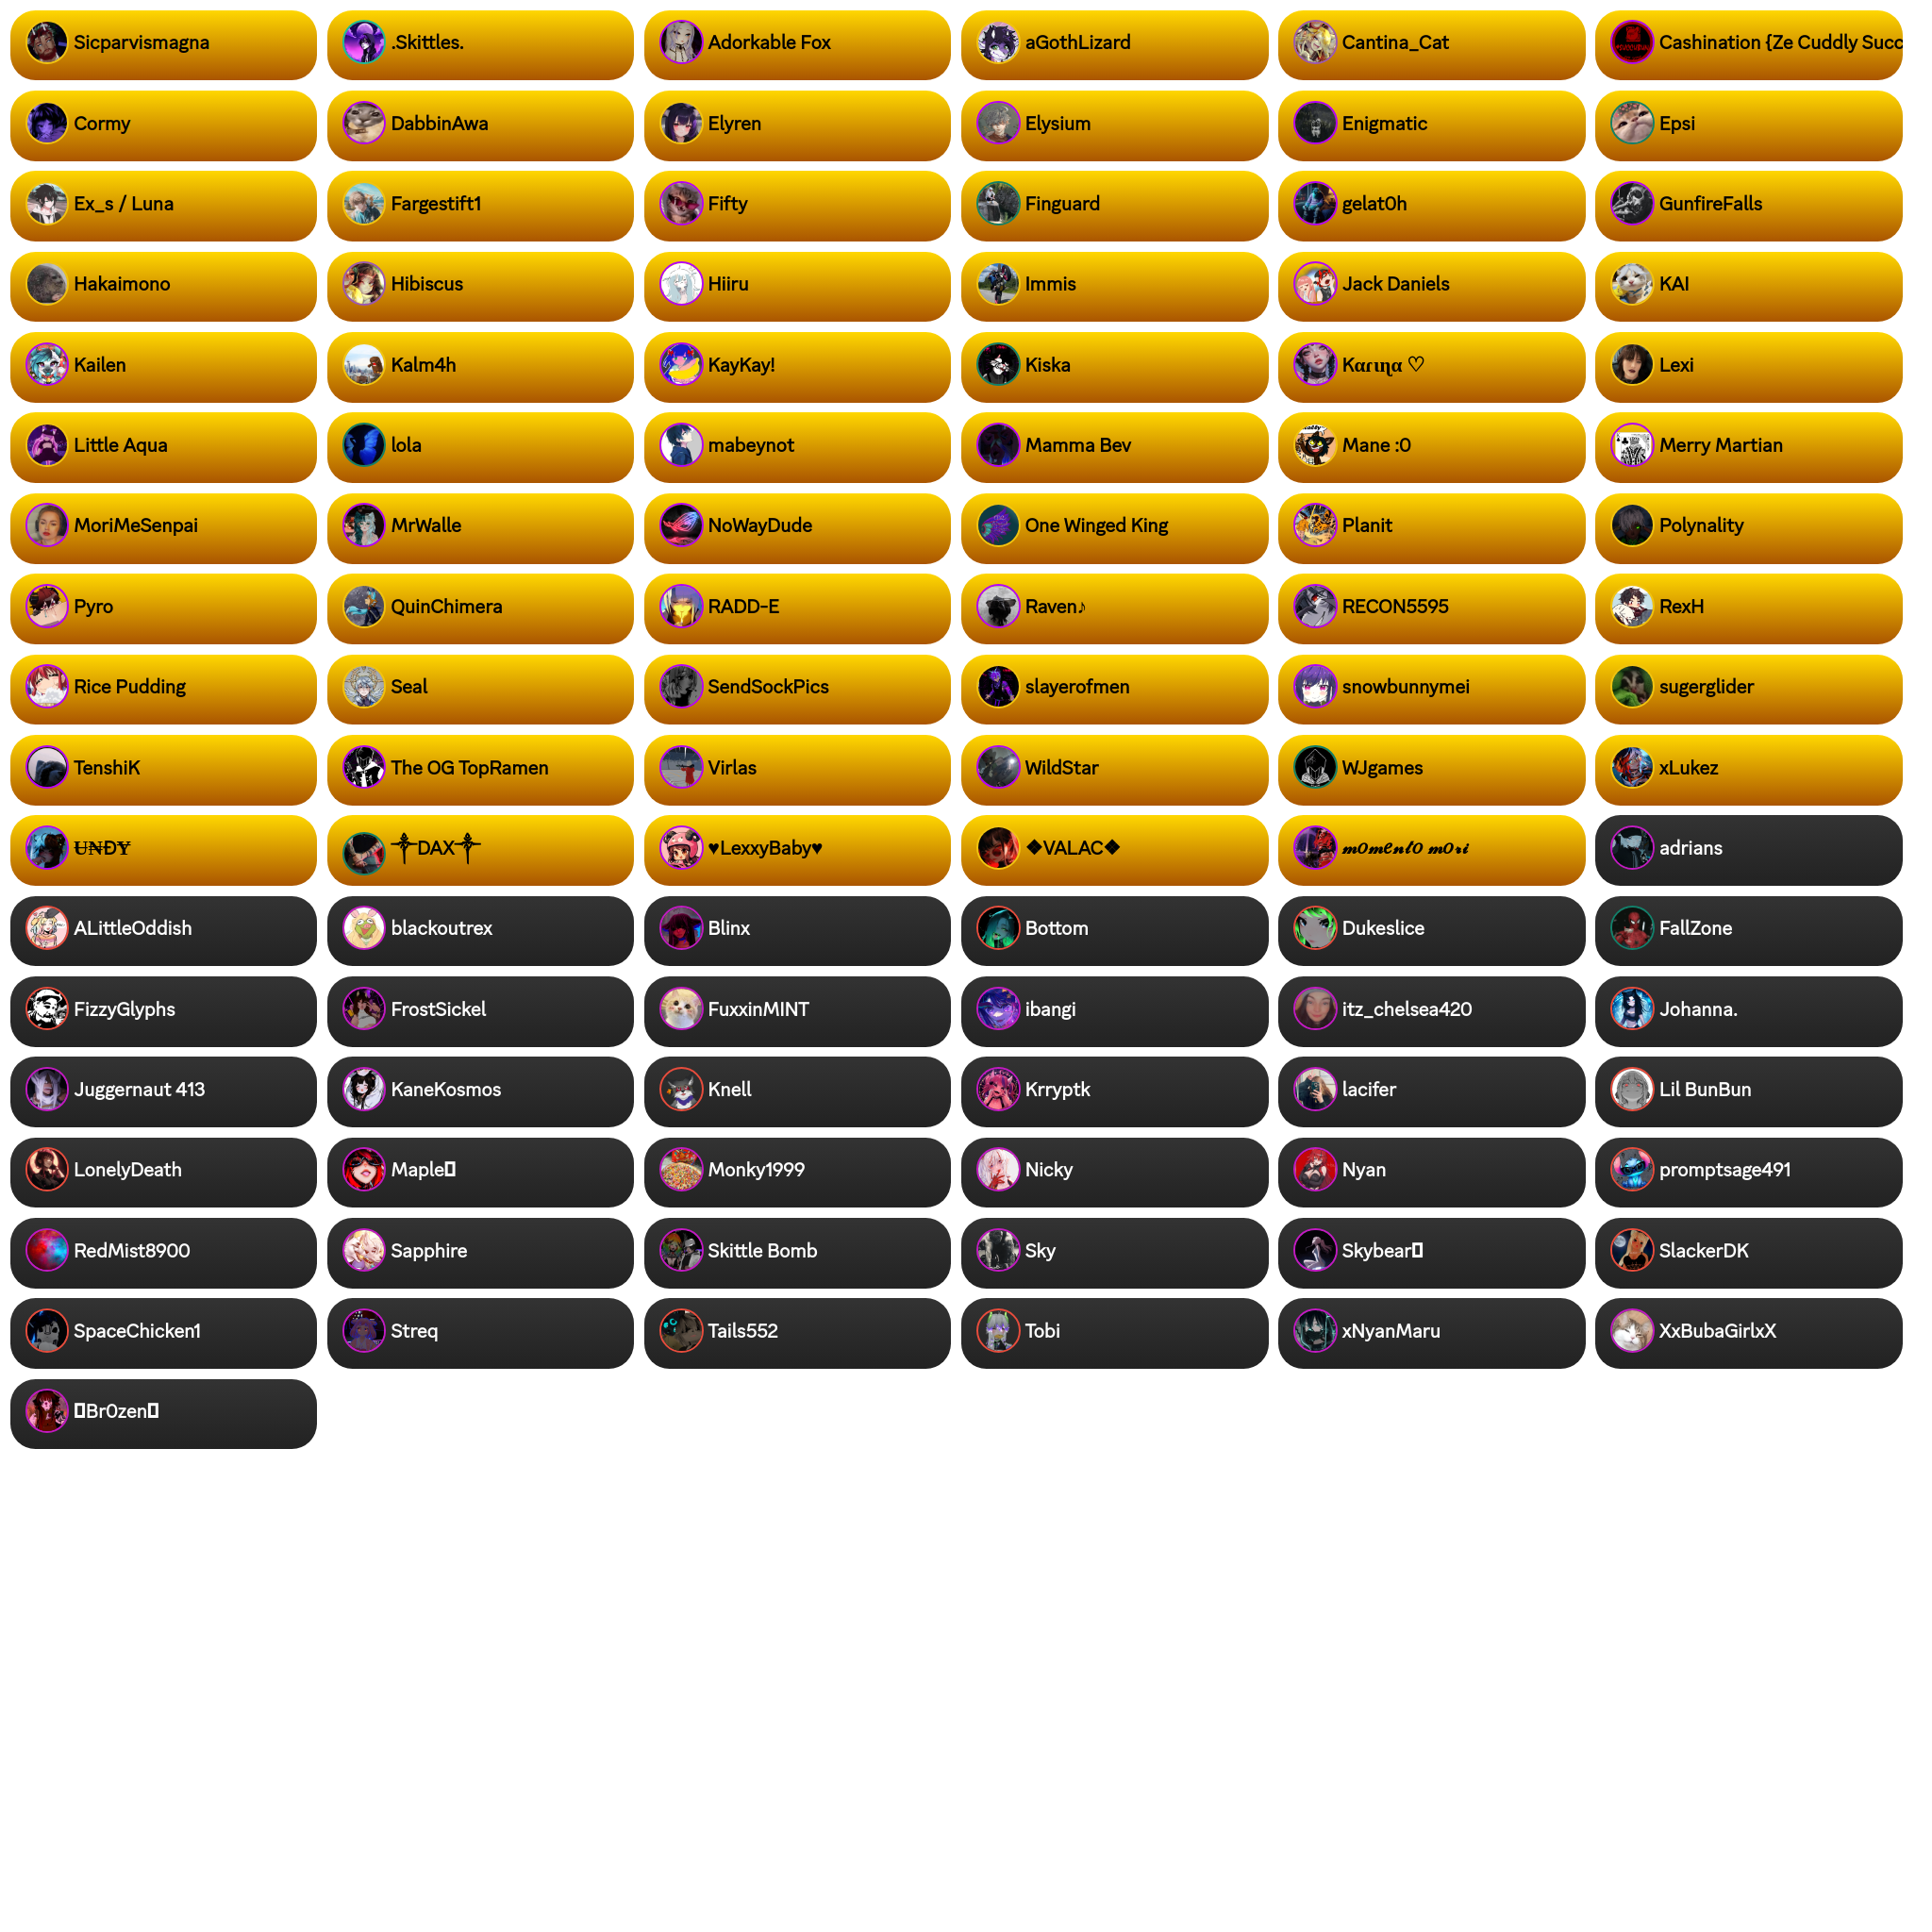 Sicparvismagna
.Skittles.
Adorkable Fox
aGothLizard
Cantina_Cat
Cashination {Ze Cuddly Succ
Cormy
DabbinAwa
Elyren
Elysium
Enigmatic
Epsi
Ex_s / Luna
Fargestift1
Fifty
Finguard
gelat0h
GunfireFalls
Hakaimono
Hibiscus
Hiiru
Immis
Jack Daniels
KAI
Kailen
Kalm4h
KayKay!
Kiska
Kαɾιɳα ♡
Lexi
Little Aqua
lola
mabeynot
Mamma Bev
Mane :0
Merry Martian
MoriMeSenpai
MrWalle
NoWayDude
One Winged King
Planit
Polynality
Pyro
QuinChimera
RADD-E
Raven♪
RECON5595
RexH
Rice Pudding
Seal
SendSockPics
slayerofmen
snowbunnymei
sugerglider
TenshiK
The OG TopRamen
Virlas
WildStar
WJgames
xLukez
U̶N̶D̶Y̶
⸸DAX⸸
♥LexxyBaby♥
❖VALAC❖
𝓶𝓸𝓶𝓮𝓷𝓽𝓸 𝓶𝓸𝓻𝓲
adrians
ALittleOddish
blackoutrex
Blinx
Bottom
Dukeslice
FallZone
FizzyGlyphs
FrostSickel
FuxxinMINT
ibangi
itz_chelsea420
Johanna.
Juggernaut 413
KaneKosmos
Knell
Krryptk
lacifer
Lil BunBun
LonelyDeath
Maple▯
Monky1999
Nicky
Nyan
promptsage491
RedMist8900
Sapphire
Skittle Bomb
Sky
Skybear▯
SlackerDK
SpaceChicken1
Streq
Tails552
Tobi
xNyanMaru
XxBubaGirlxX
▯Br0zen▯